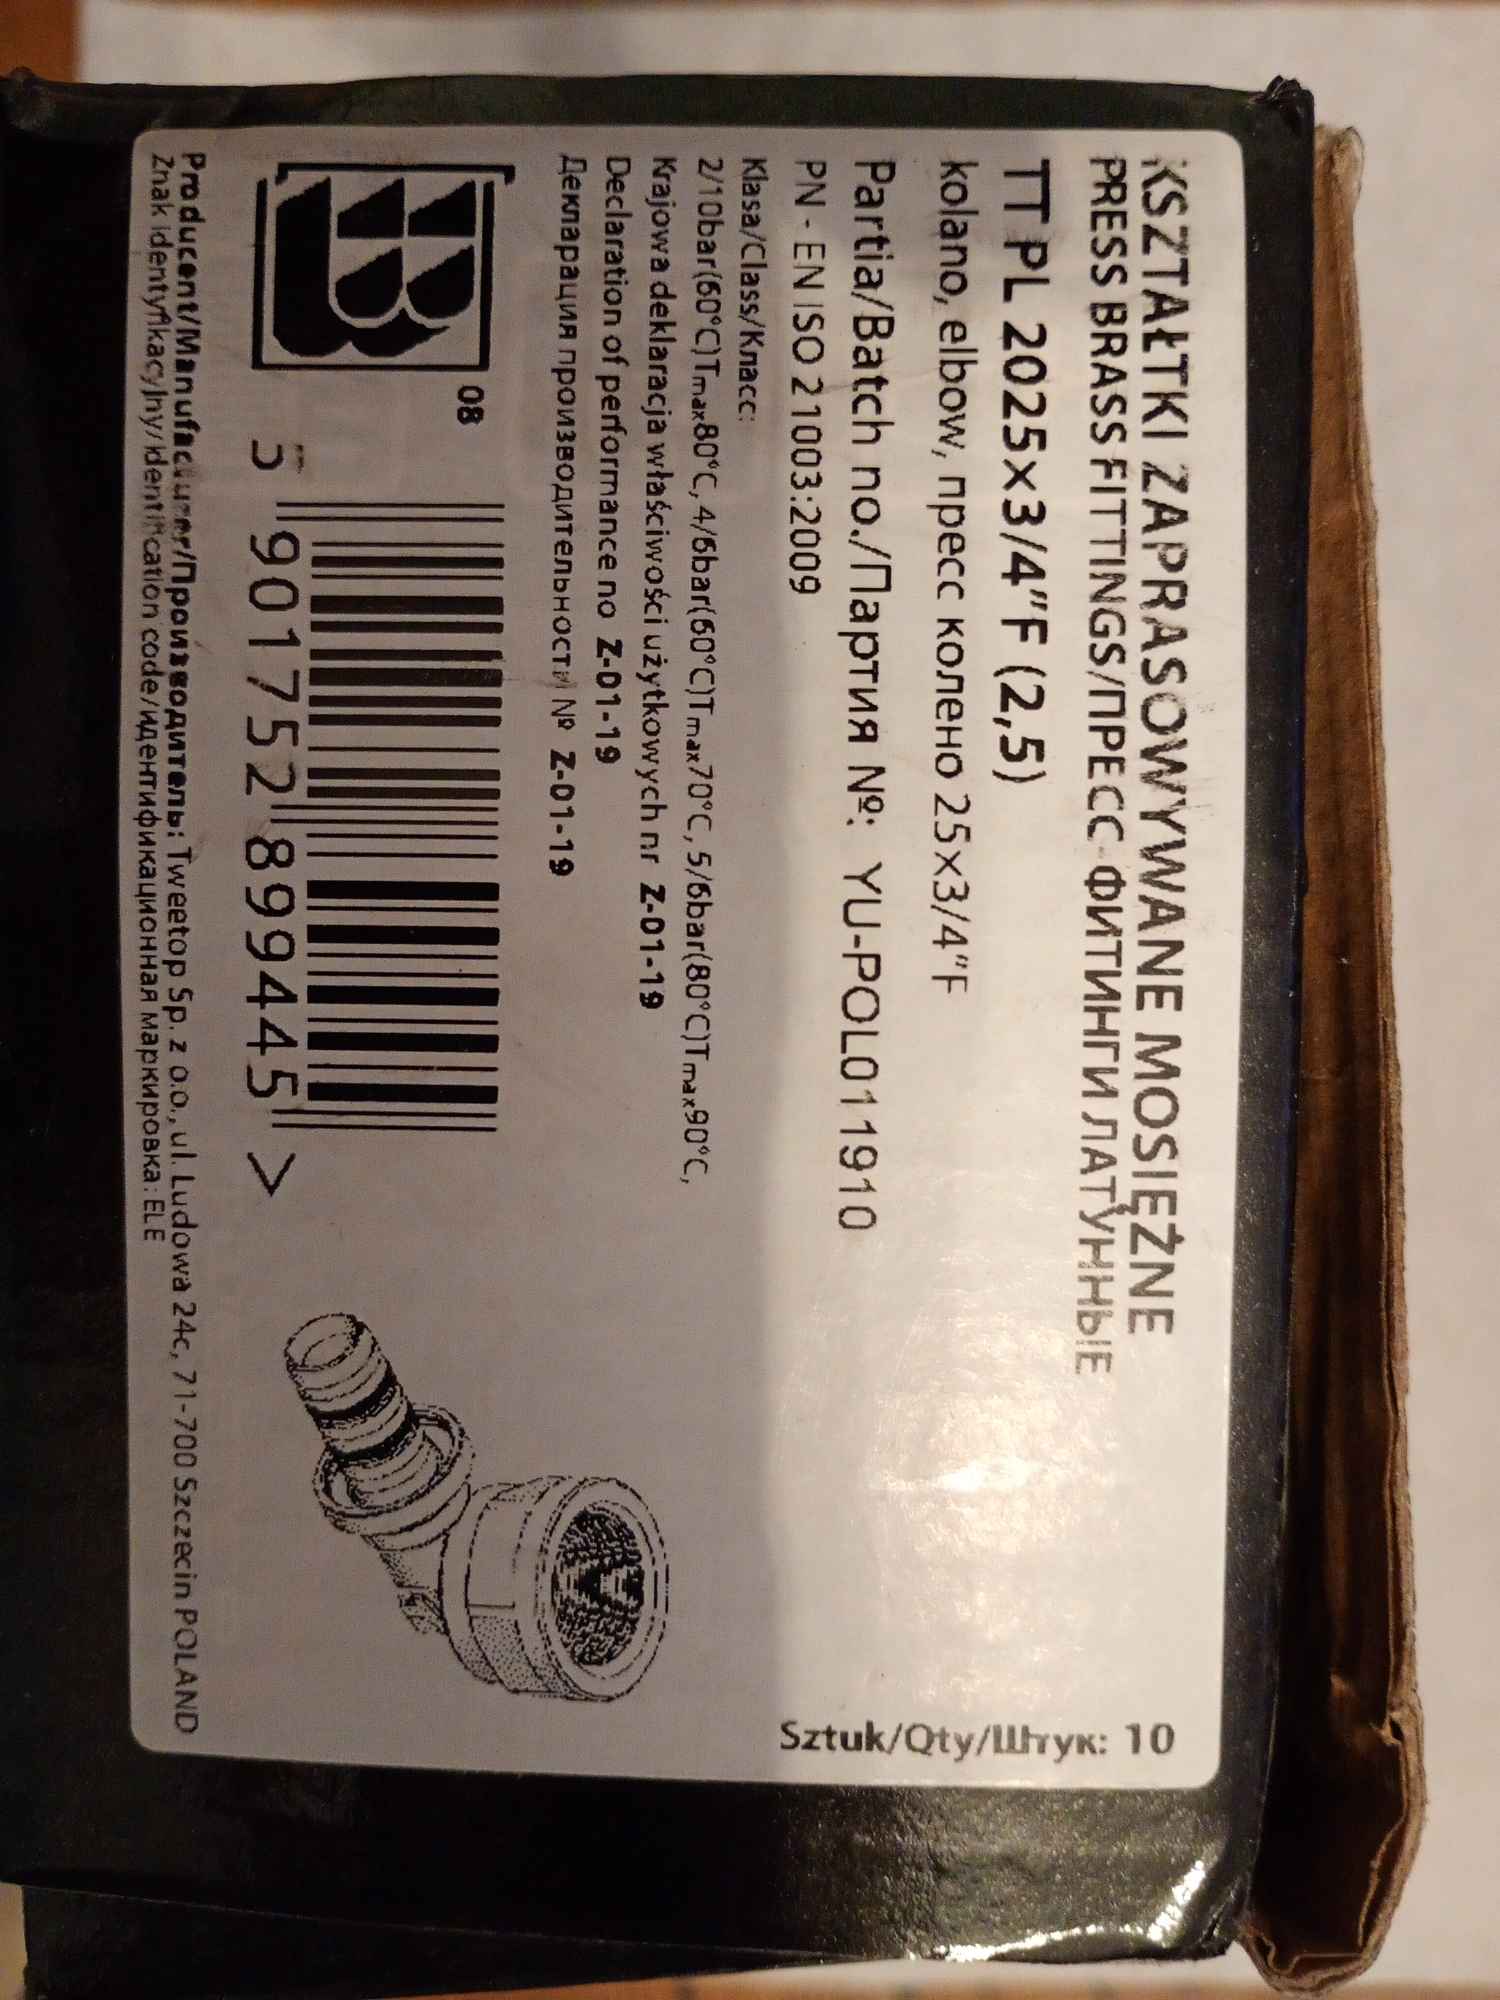 KSZTAŁTKI ZAPRASOWYWANE MOSIĘŻNE
PRESS BRASS FITTINGS/ПРЕСС-ФИТИНГИ ЛАТУННЫЕ
TT PL 2025x3/4"F (2,5)
kolano, elbow, пресс колено 25x3/4"F
Partia/Batch no./Партия №: YU-POL011910
PN - EN ISO 21003:2009
Klasa/Class/Класс:
2/10bar(60°C)Tmax80°C, 4/6bar(60°C)Tmax70°C, 5/6bar(80°C)Tmax90°C,
Krajowa deklaracja właściwości użytkowych nr Z-01-19
Declaration of performance no Z-01-19
Декларация производительности № Z-01-19
08
5 901752 899445 >
Producent/Manufacturer/Производитель: Tweetop Sp. z o.o., ul. Ludowa 24c, 71-700 Szczecin POLAND
Znak identyfikacyjny/identification code/идентификационная маркировка: ELE
Sztuk/Qty/Штук: 10